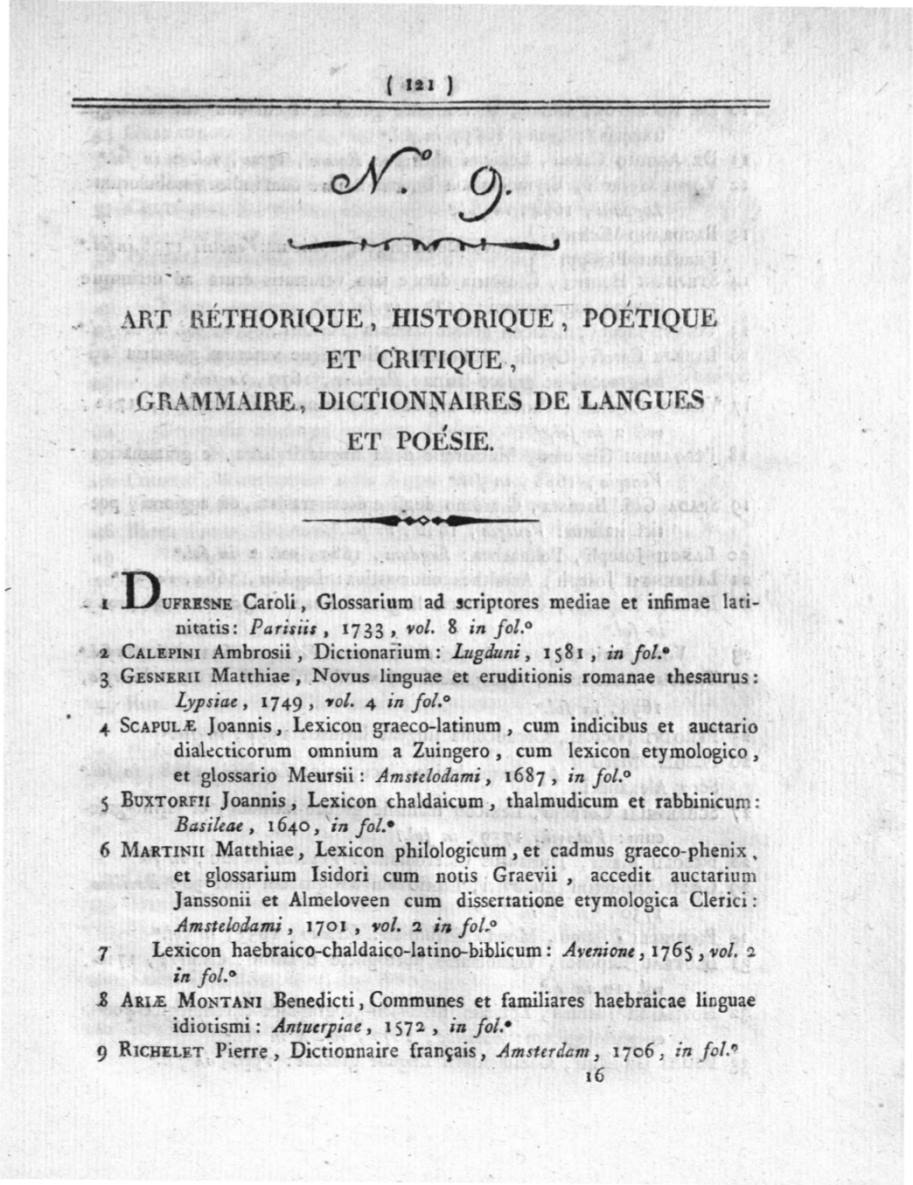 ( 121 )
N.º 9.
ART RÉTHORIQUE, HISTORIQUE, POÉTIQUE
ET CRITIQUE,
GRAMMAIRE, DICTIONNAIRES DE LANGUES
ET POÉSIE.
1 DUFRESNE Caroli, Glossarium ad scriptores mediae et infimae lati-
nitatis: Parisiis, 1733, vol. 8 in fol.º
2 CALEPINI Ambrosii, Dictionarium: Lugduni, 1581, in fol.º
3 GESNERII Matthiae, Novus linguae et eruditionis romanae thesaurus:
Lypsiae, 1749, vol. 4 in fol.º
4 SCAPULÆ Joannis, Lexicon graeco-latinum, cum indicibus et auctario
dialecticorum omnium a Zuingero, cum lexicon etymologico,
et glossario Meursii: Amstelodami, 1687, in fol.º
5 BUXTORFII Joannis, Lexicon chaldaicum, thalmudicum et rabbinicum:
Basileae, 1640, in fol.º
6 MARTINII Matthiae, Lexicon philologicum, et cadmus graeco-phenix,
et glossarium Isidori cum notis Graevii, accedit auctarium
Janssonii et Almeloveen cum dissertatione etymologica Clerici:
Amstelodami, 1701, vol. 2 in fol.º
7 Lexicon haebraico-chaldaico-latino-biblicum: Avenione, 1765, vol. 2
in fol.º
8 ARIÆ MONTANI Benedicti, Communes et familiares haebraicae linguae
idiotismi: Antuerpiae, 1572, in fol.º
9 RICHELET Pierre, Dictionnaire français, Amsterdam, 1706, in fol.º
16